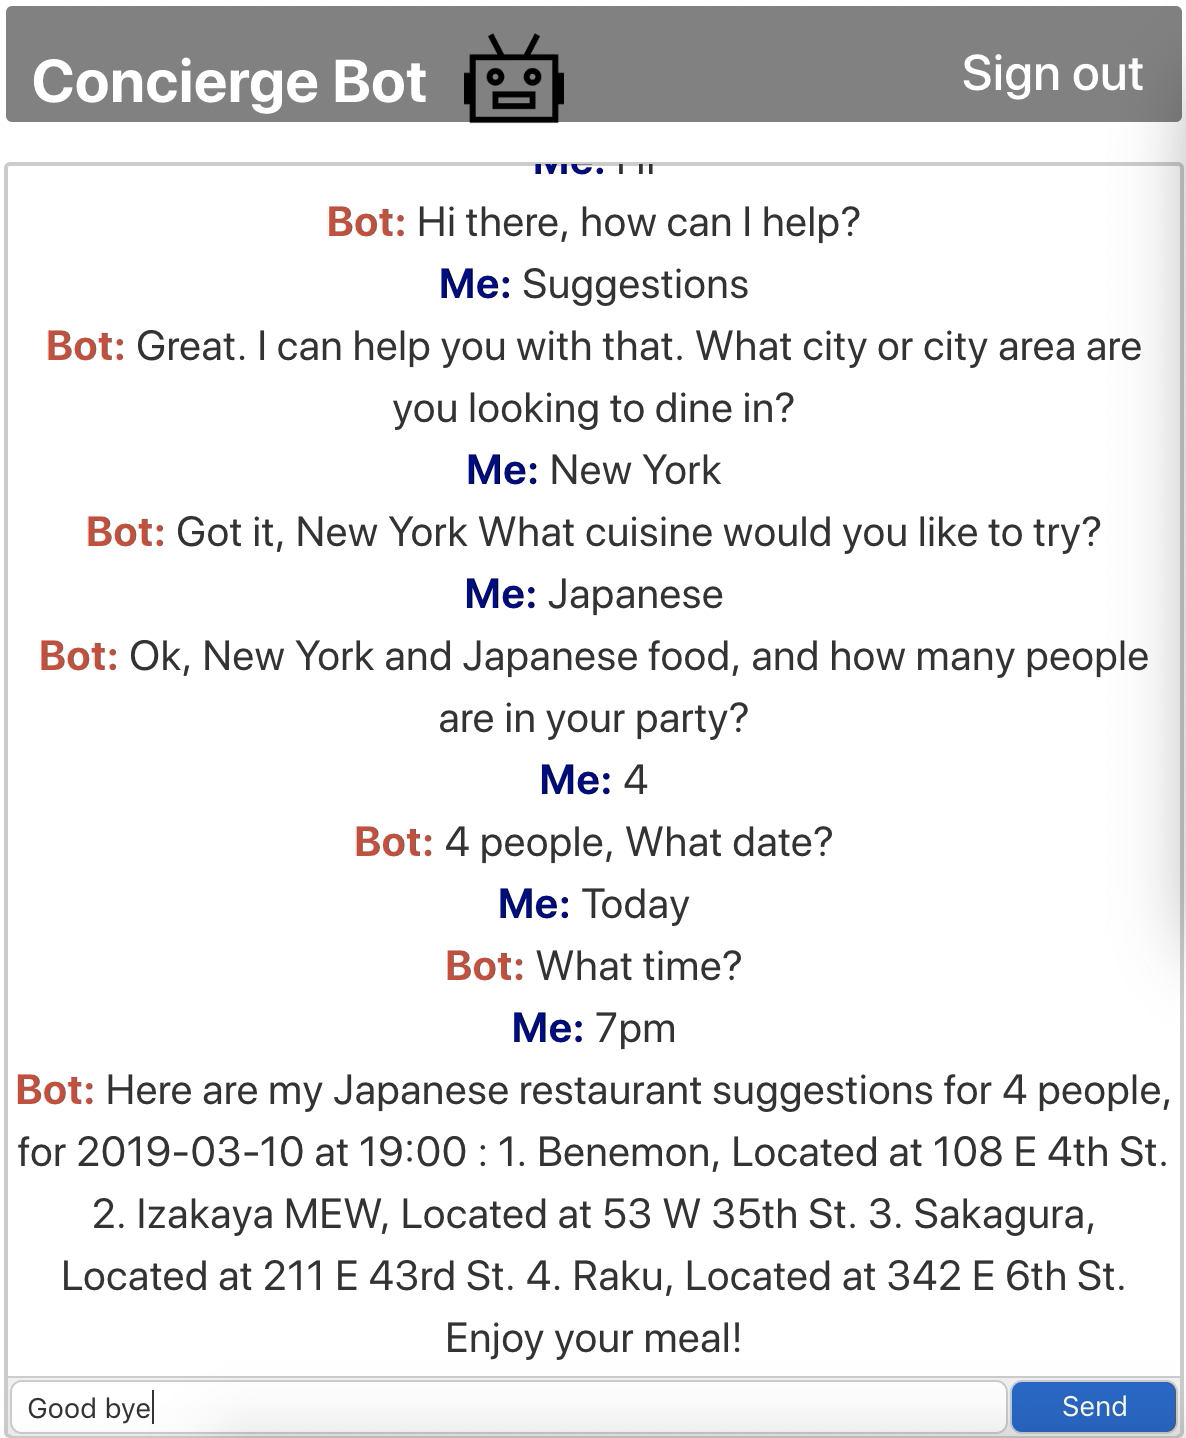 Concierge Bot
Sign out
Bot: Hi there, how can I help?
Me: Suggestions
Bot: Great. I can help you with that. What city or city area are
you looking to dine in?
Me: New York
Bot: Got it, New York What cuisine would you like to try?
Me: Japanese
Bot: Ok, New York and Japanese food, and how many people
are in your party?
Me: 4
Bot: 4 people, What date?
Me: Today
Bot: What time?
Me: 7pm
Bot: Here are my Japanese restaurant suggestions for 4 people,
for 2019-03-10 at 19:00 : 1. Benemon, Located at 108 E 4th St.
2. Izakaya MEW, Located at 53 W 35th St. 3. Sakagura,
Located at 211 E 43rd St. 4. Raku, Located at 342 E 6th St.
Enjoy your meal!
Good bye
Send